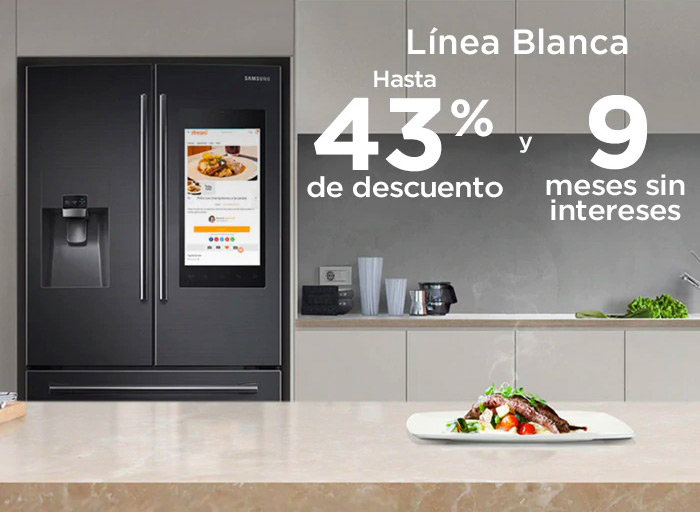 Línea Blanca
Hasta
43%
de descuento
y
9
meses sin
intereses
SAMSUNG